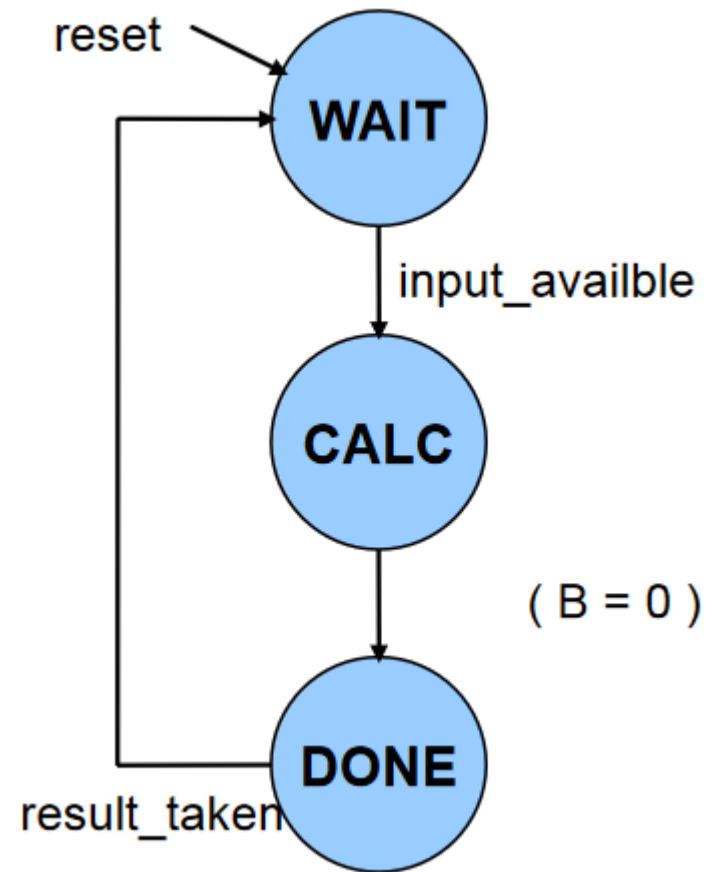 reset
WAIT
input_availble
CALC
( B = 0 )
DONE
result_taken